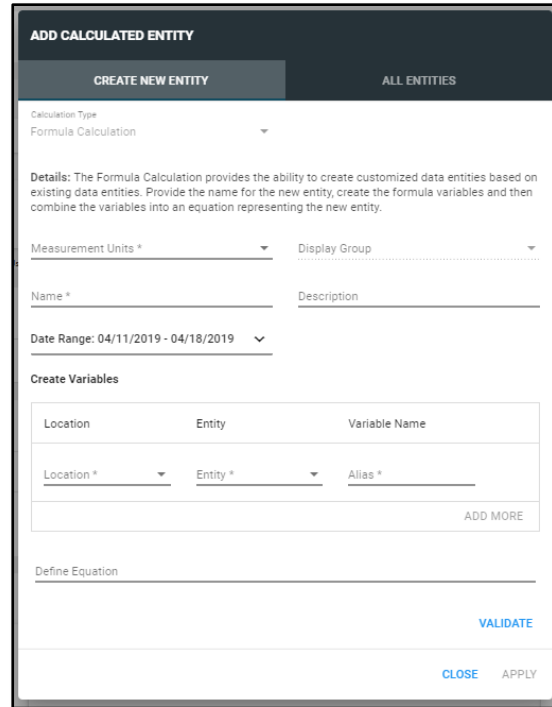 ADD CALCULATED ENTITY
CREATE NEW ENTITY ALL ENTITIES
Calculation Type
Formula Calculation
Details: The Formula Calculation provides the ability to create customized data entities based on
existing data entities. Provide the name for the new entity, create the formula variables and then
combine the variables into an equation representing the new entity.
Measurement Units * Display Group
Name * Description
Date Range: 04/11/2019 - 04/18/2019
Create Variables
Location Entity Variable Name
Location * Entity * Alias *
ADD MORE
Define Equation
VALIDATE
CLOSE APPLY